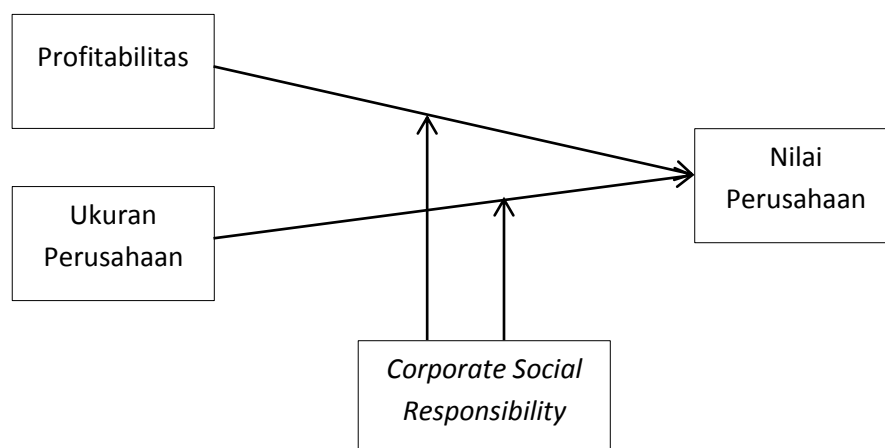 Profitabilitas
Nilai
Perusahaan
Ukuran
Perusahaan
Corporate Social
Responsibility